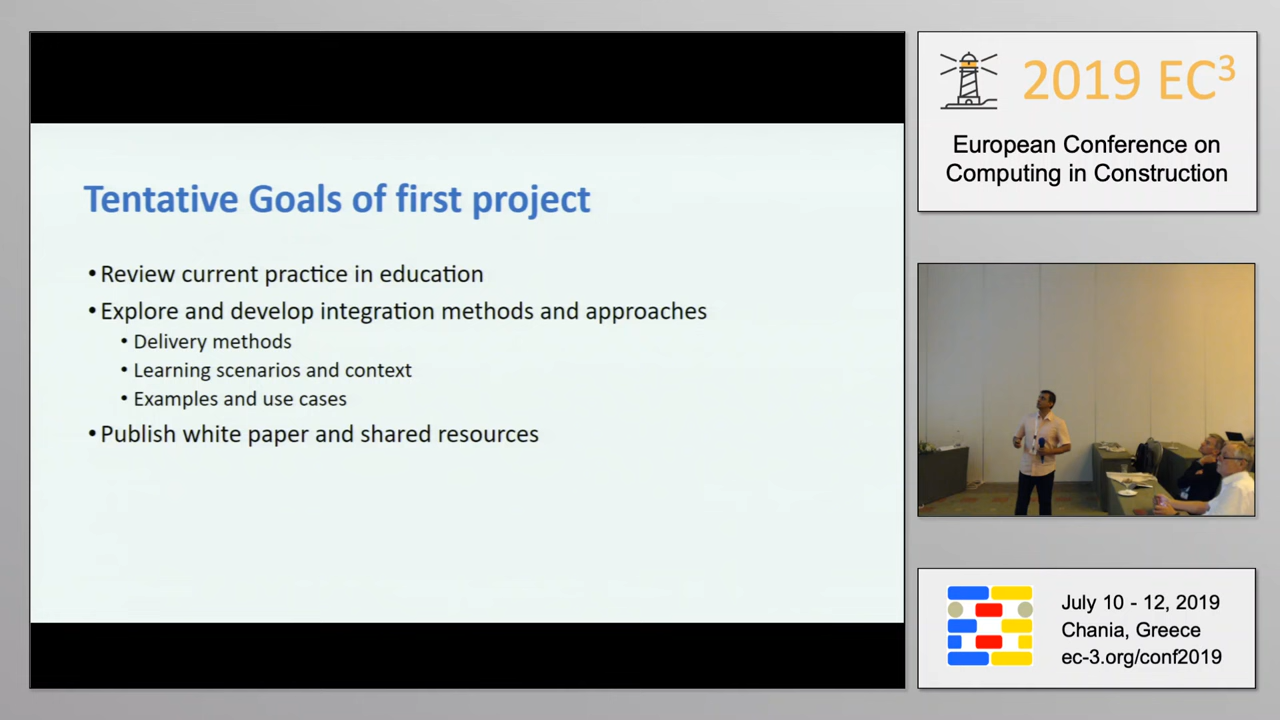 Tentative Goals of first project
• Review current practice in education
• Explore and develop integration methods and approaches
• Delivery methods
• Learning scenarios and context
• Examples and use cases
• Publish white paper and shared resources
2019 EC³
European Conference on
Computing in Construction
July 10 - 12, 2019
Chania, Greece
ec-3.org/conf2019